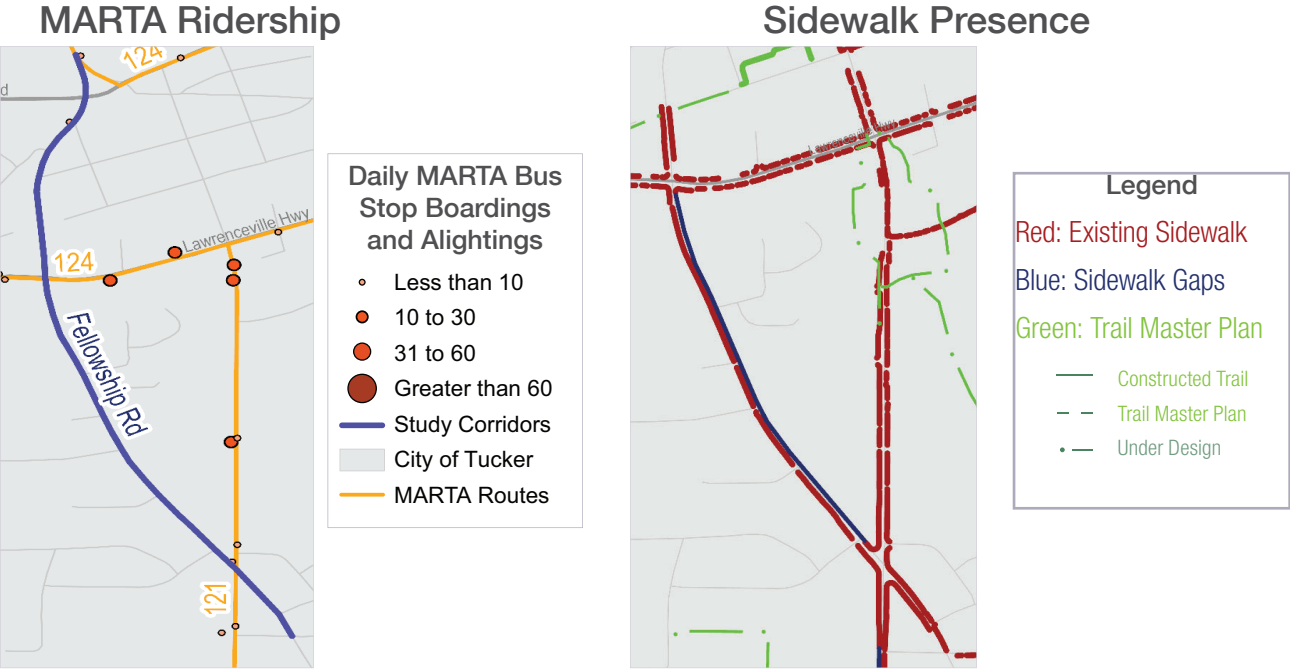 MARTA Ridership
Sidewalk Presence
124
d
Lawrenceville Hwy
124
Fellowship Rd
121
Daily MARTA Bus
Stop Boardings
and Alightings
Less than 10
10 to 30
31 to 60
Greater than 60
Study Corridors
City of Tucker
MARTA Routes
Lawrenceville Hwy
Legend
Red: Existing Sidewalk
Blue: Sidewalk Gaps
Green: Trail Master Plan
Constructed Trail
Trail Master Plan
Under Design